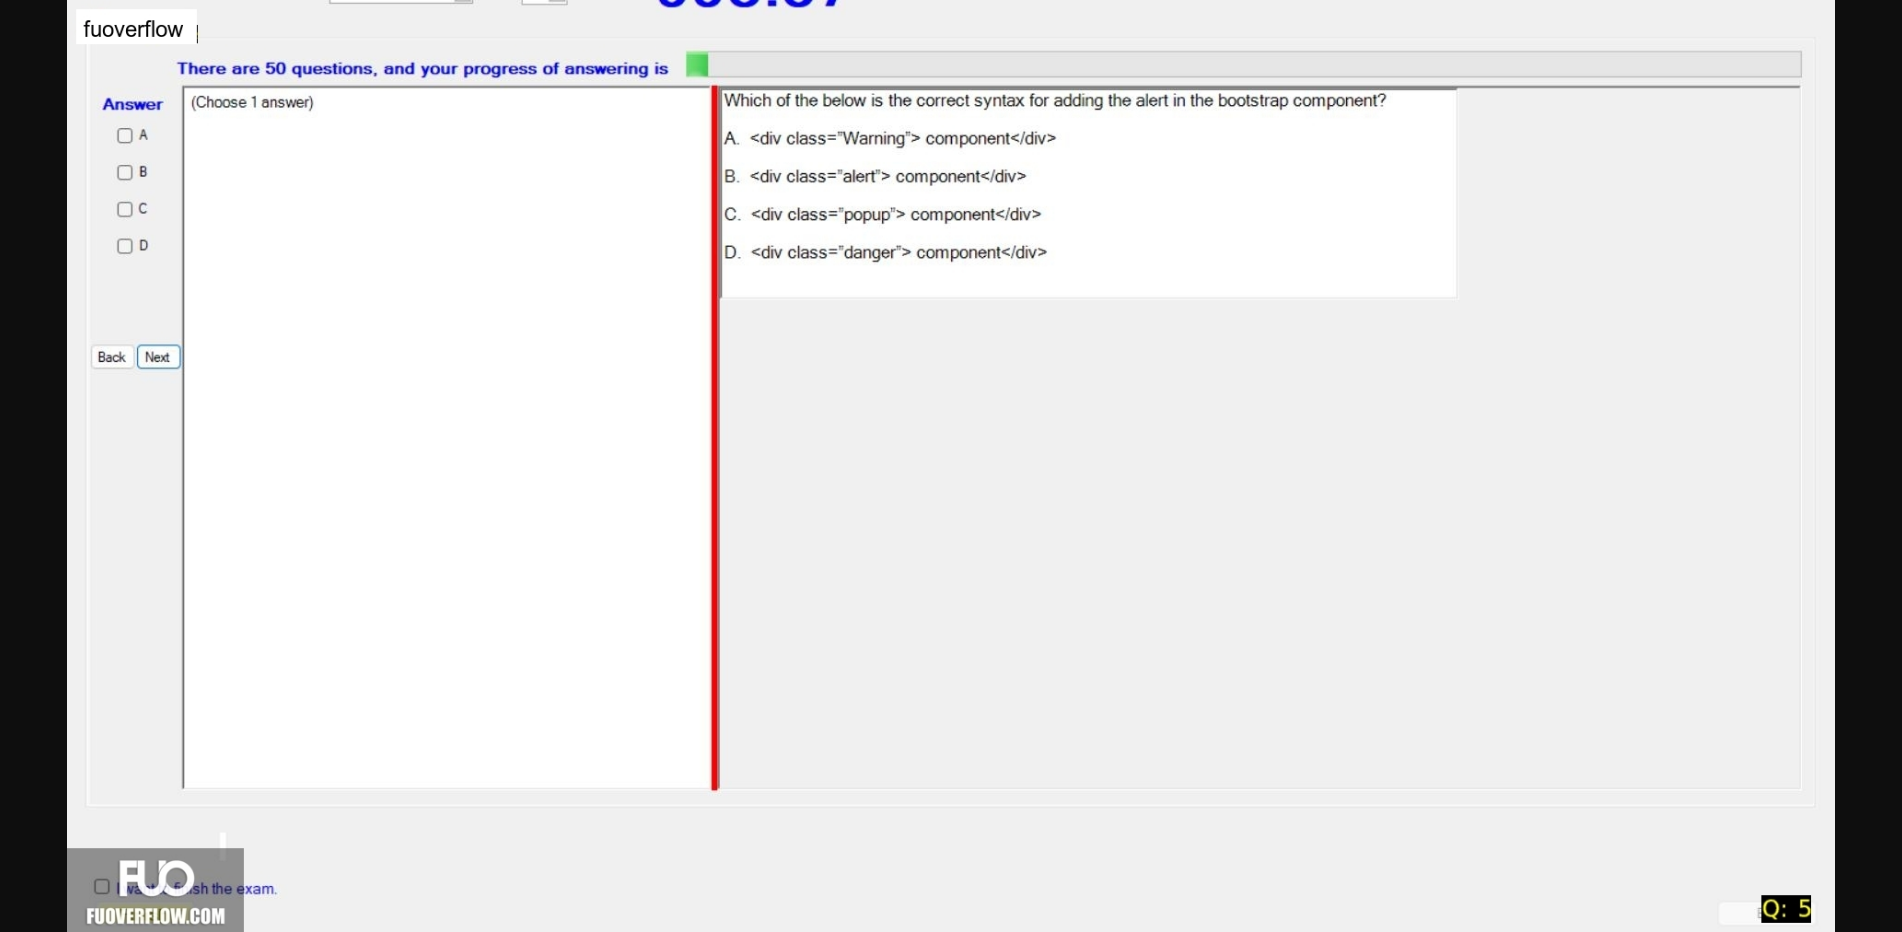 fuoverflow
There are 50 questions, and your progress of answering is
Answer
(Choose 1 answer)
A
B
C
D
Back Next
Which of the below is the correct syntax for adding the alert in the bootstrap component?
A. <div class="Warning"> component</div>
B. <div class="alert"> component</div>
C. <div class="popup"> component</div>
D. <div class="danger"> component</div>
FUO
sh the exam.
FUOVERFLOW.COM
Q: 5